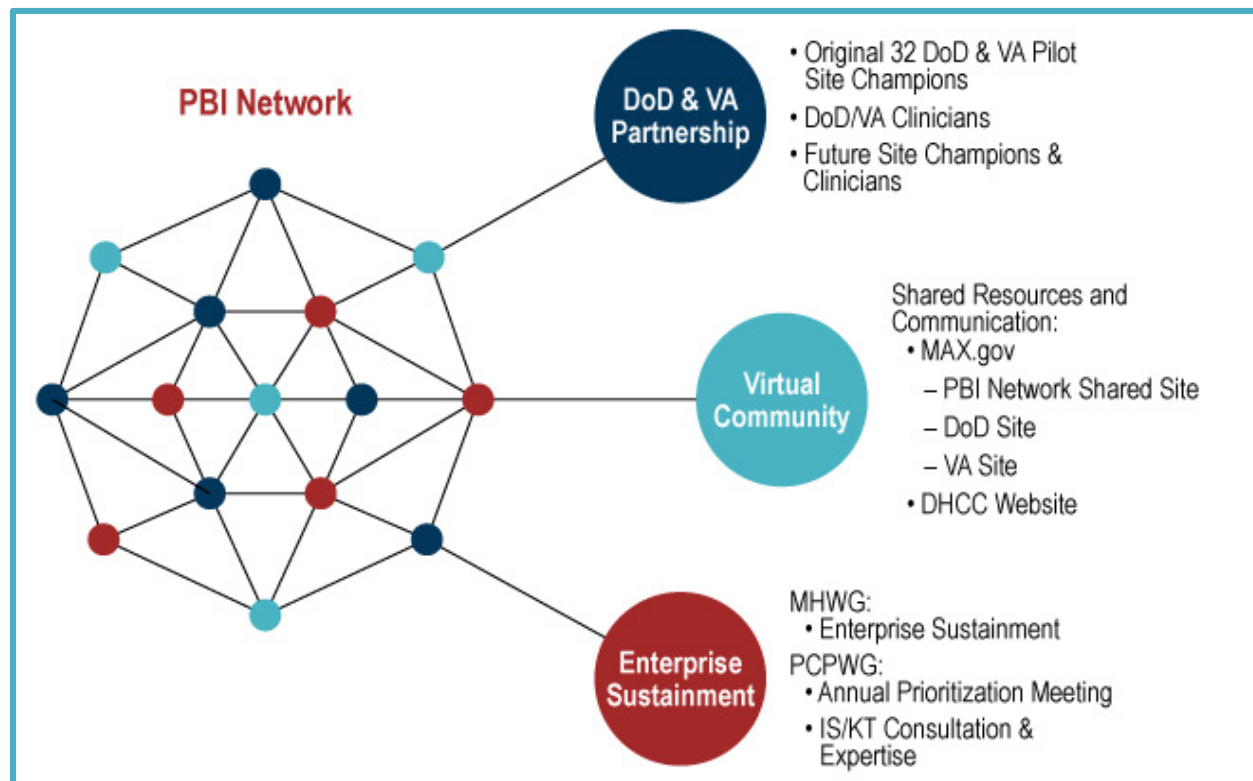 PBI Network
DoD & VA
Partnership
• Original 32 DoD & VA Pilot
Site Champions
• DoD/VA Clinicians
• Future Site Champions &
Clinicians
Virtual
Community
Shared Resources and
Communication:
• MAX.gov
– PBI Network Shared Site
– DoD Site
– VA Site
• DHCC Website
Enterprise
Sustainment
MHWG:
• Enterprise Sustainment
PCPWG:
• Annual Prioritization Meeting
• IS/KT Consultation &
Expertise